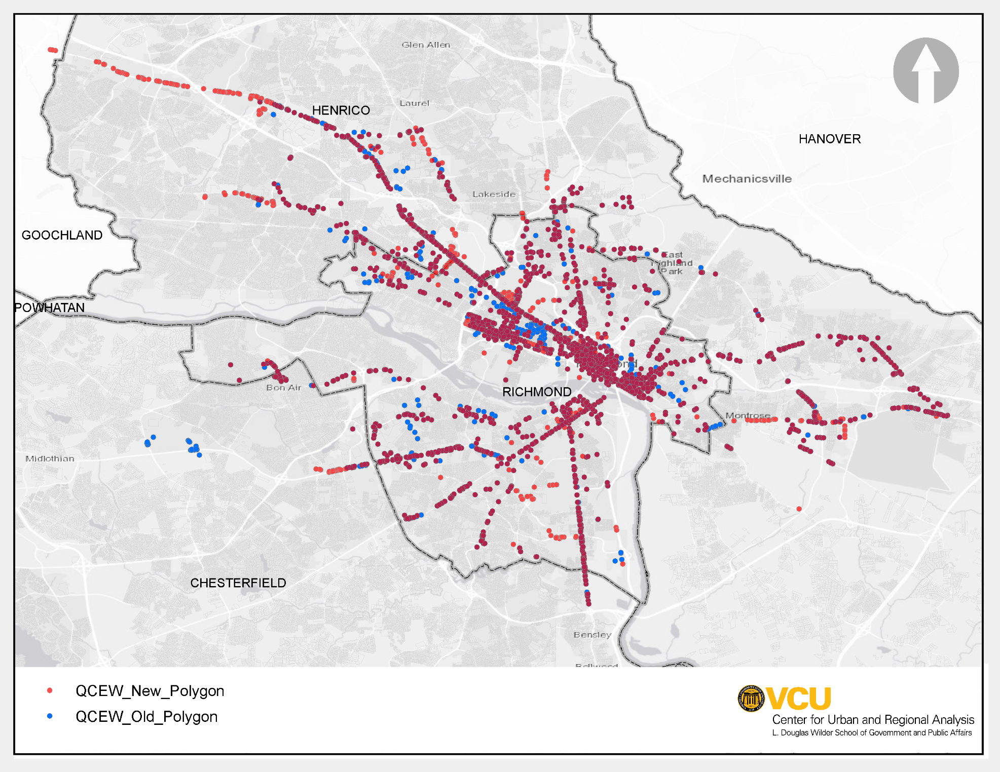 Glen Allen
Laurel
HENRICO
HANOVER
Mechanicsville
Lakeside
GOOCHLAND
East
Highland
Park
POWHATAN
RICHMOND
Bon Air
Montrose
Midlothian
CHESTERFIELD
Bensley
QCEW_New_Polygon
QCEW_Old_Polygon
VCU
Center for Urban and Regional Analysis
L. Douglas Wilder School of Government and Public Affairs